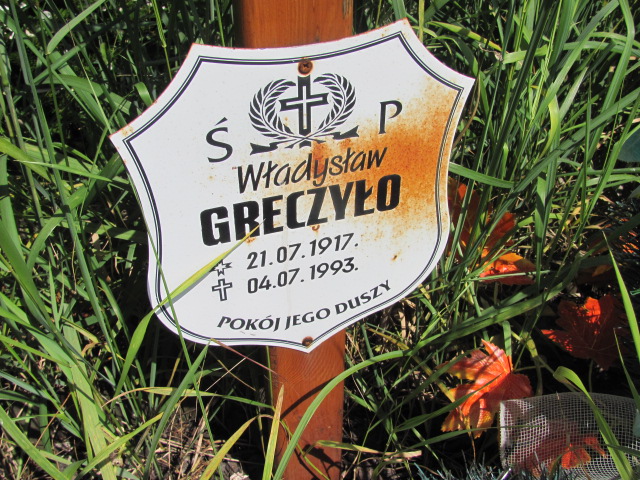 Ś P
Władysław
GRECZYŁO
21.07.1917.
04.07.1993.
POKÓJ JEGO DUSZY